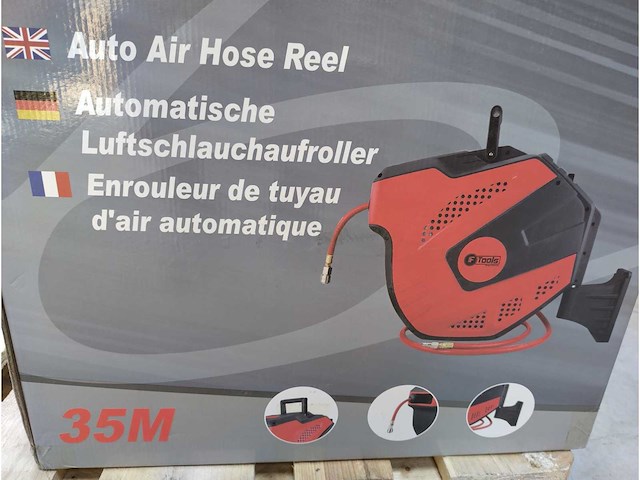 Auto Air Hose Reel
Automatische
Luftschlauchaufroller
Enrouleur de tuyau
d'air automatique
Tools
35M